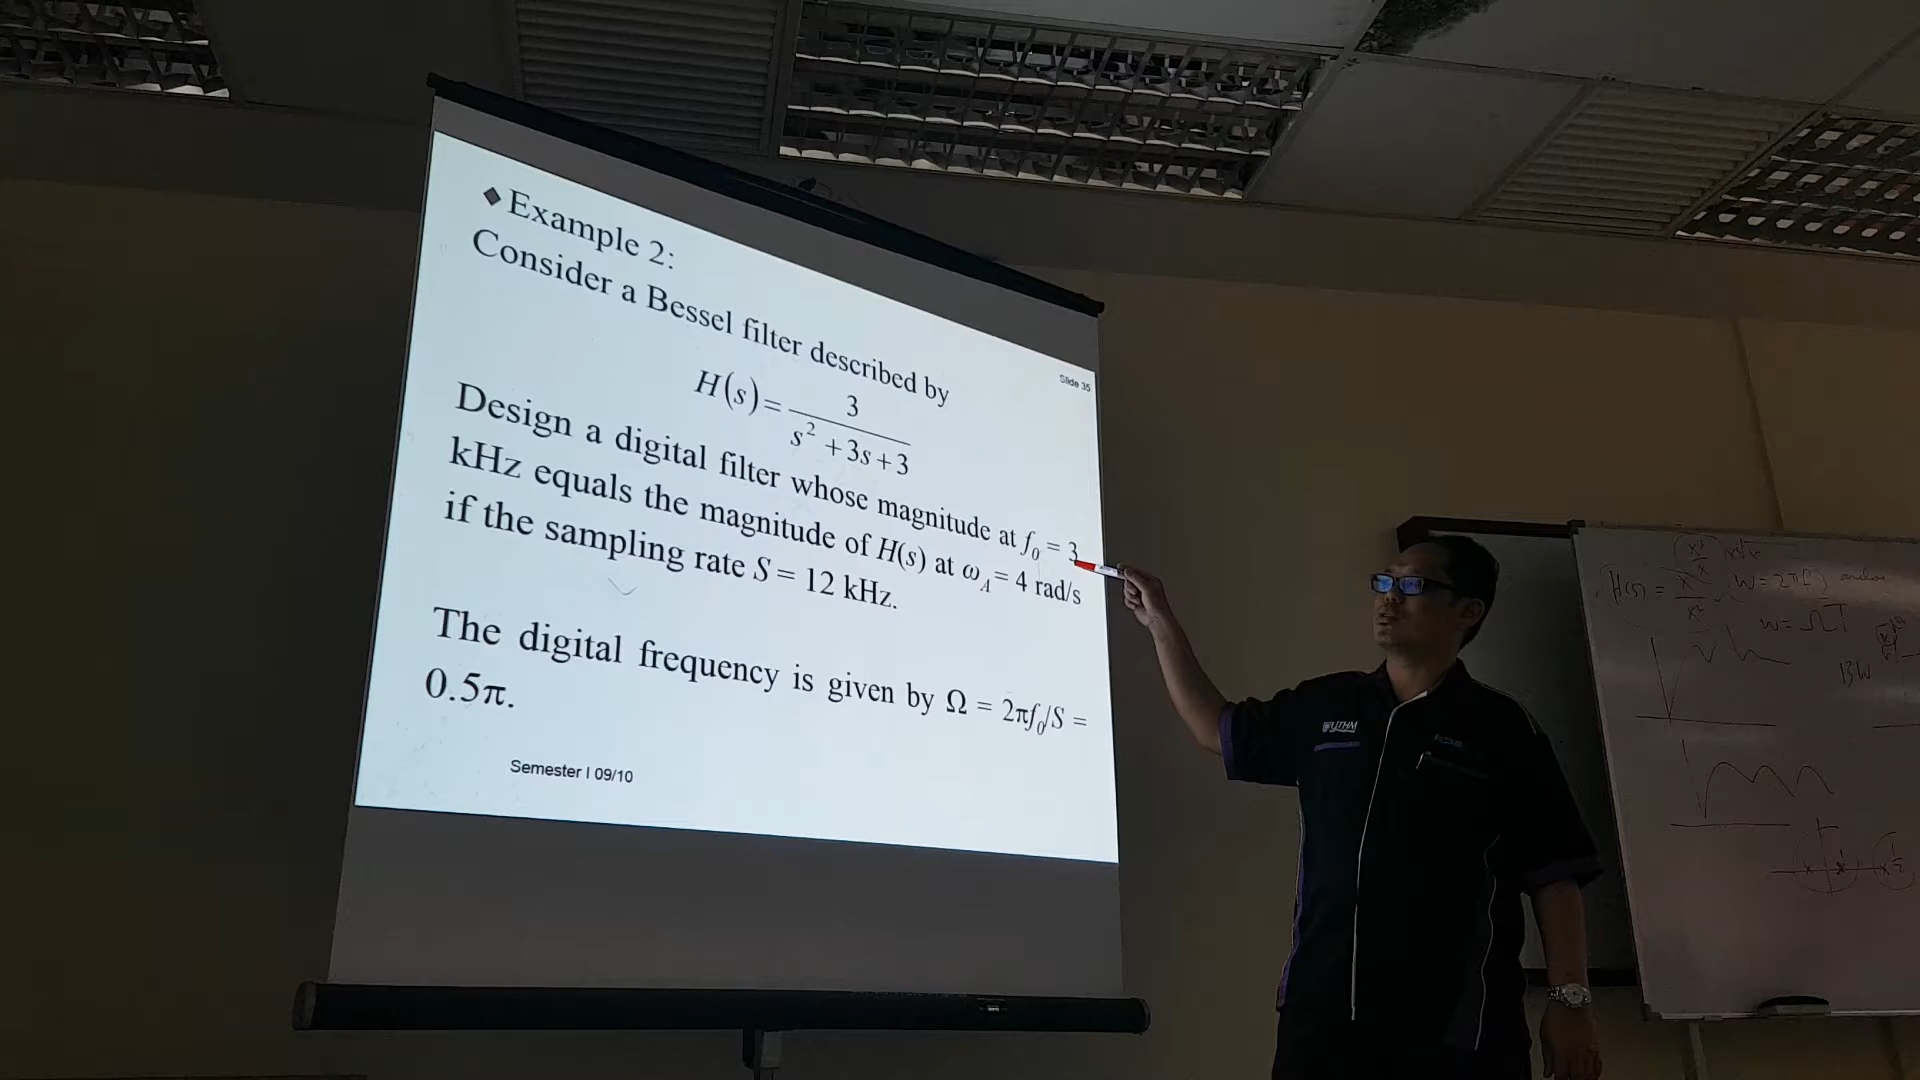 ◆Example 2:
Consider a Bessel filter described by
Slide 35
H(s)=3/(s²+3s+3)
Design a digital filter whose magnitude at f₀ = 3
kHz equals the magnitude of H(s) at ω_A = 4 rad/s
if the sampling rate S = 12 kHz.
The digital frequency is given by Ω = 2πf₀/S =
0.5π.
Semester I 09/10
UTHM
H(s) =
W=2πf
w=ΩT
BW